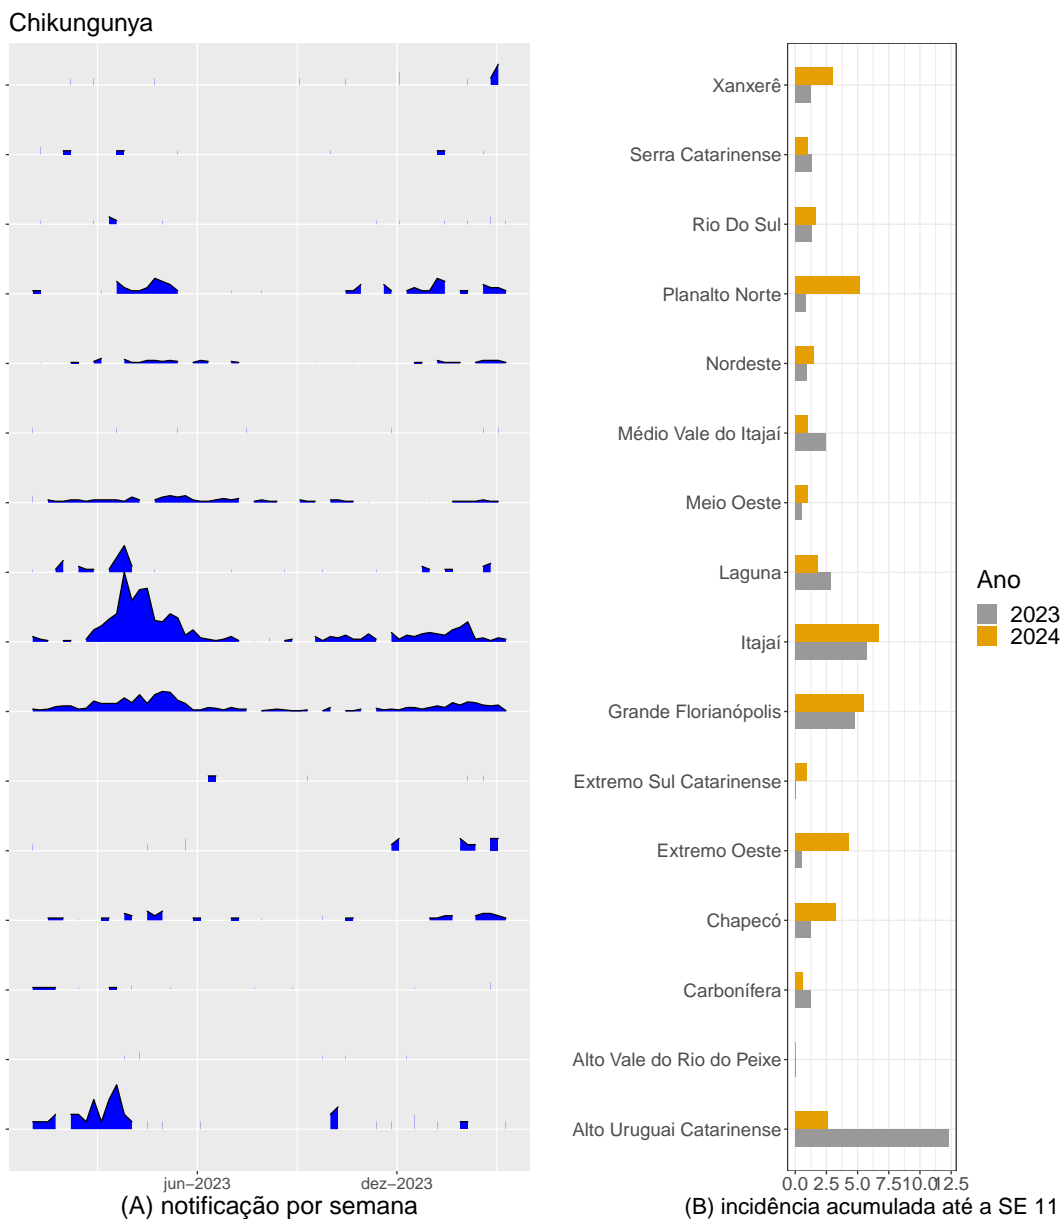 Chikungunya
Xanxerê
Serra Catarinense
Rio Do Sul
Planalto Norte
Nordeste
Médio Vale do Itajaí
Meio Oeste
Laguna
Itajaí
Grande Florianópolis
Extremo Sul Catarinense
Extremo Oeste
Chapecó
Carbonífera
Alto Vale do Rio do Peixe
Alto Uruguai Catarinense
Ano
2023
2024
jun–2023 dez–2023
0.0 2.5 5.0 7.5 10.0 12.5
(A) notificação por semana
(B) incidência acumulada até a SE 11